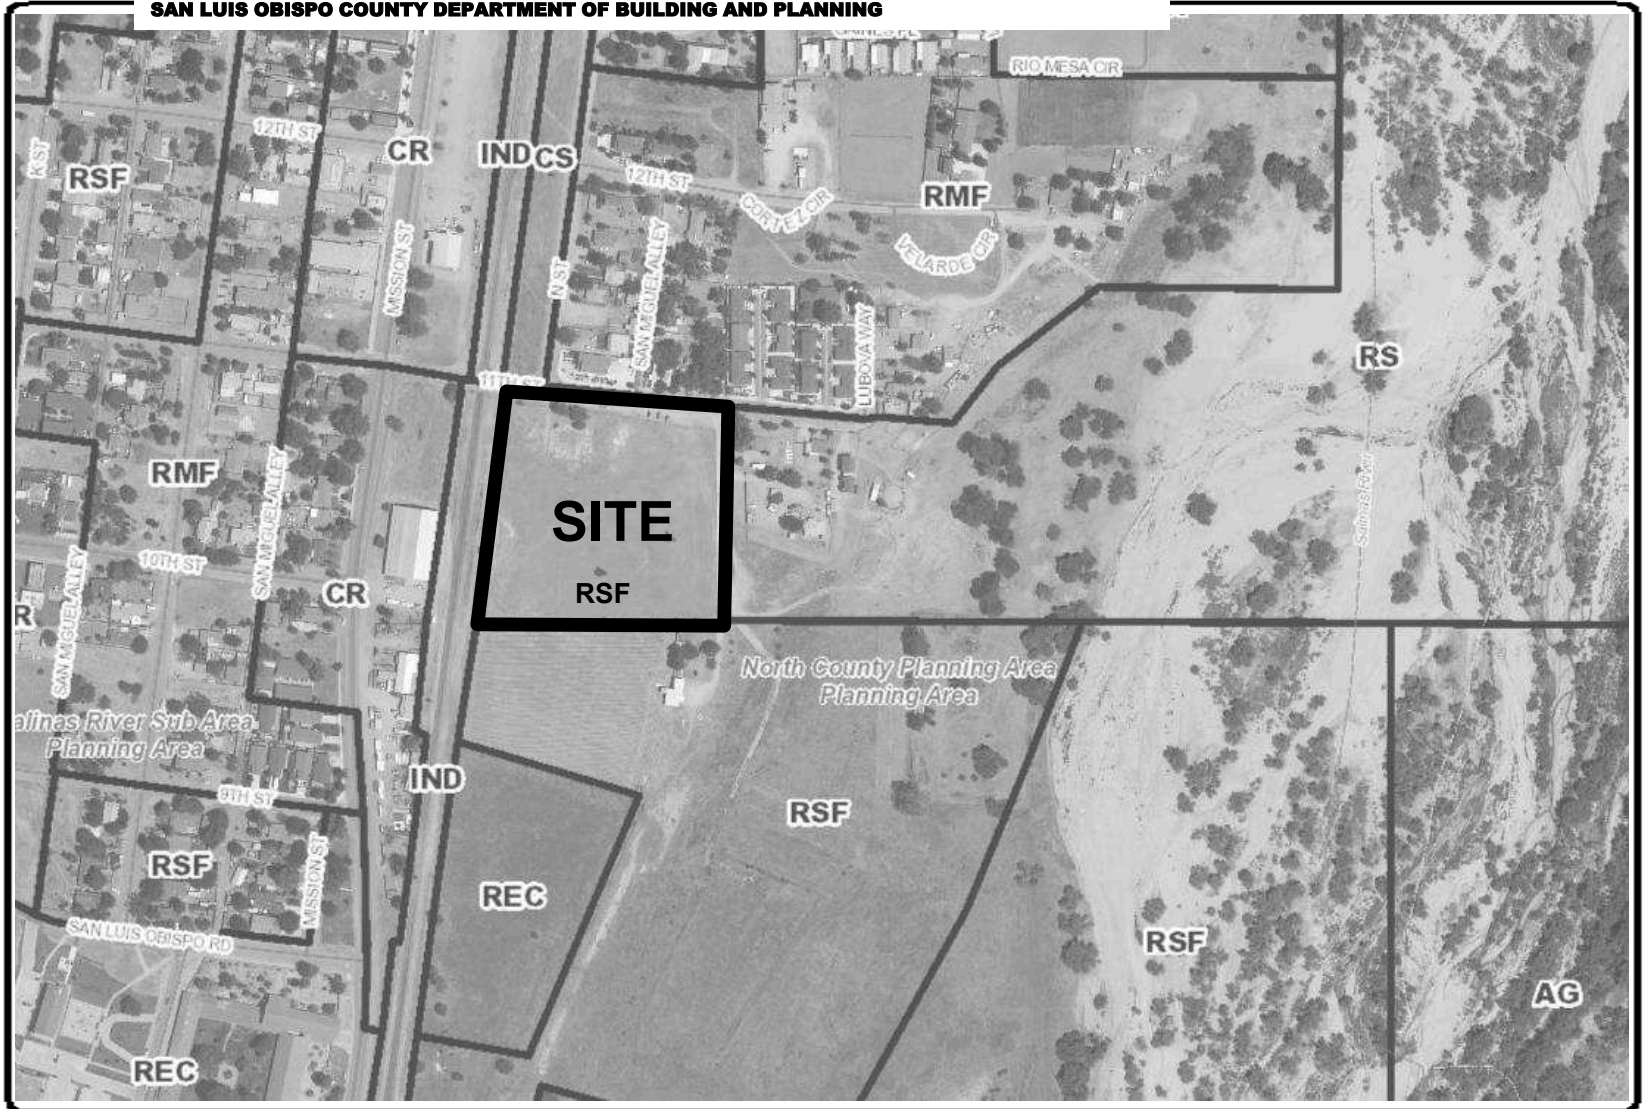 SAN LUIS OBISPO COUNTY DEPARTMENT OF BUILDING AND PLANNING
GAINES PL
RIO MESA CIR
12TH ST
CR
IND
CS
K ST
RSF
12TH ST
RMF
CORTEZ CIR
VELARDE CIR
MISSION ST
N ST
SAN MIGUEL ALLEY
LUBOVA WAY
RS
11TH ST
RMF
SAN MIGUEL ALLEY
SITE
Salinas River
10TH ST
CR
RSF
R
SAN MIGUEL ALLEY
North County Planning Area
Planning Area
alinas River Sub Area
Planning Area
IND
9TH ST
RSF
RSF
MISSION ST
REC
SAN LUIS OBISPO RD
RSF
AG
REC